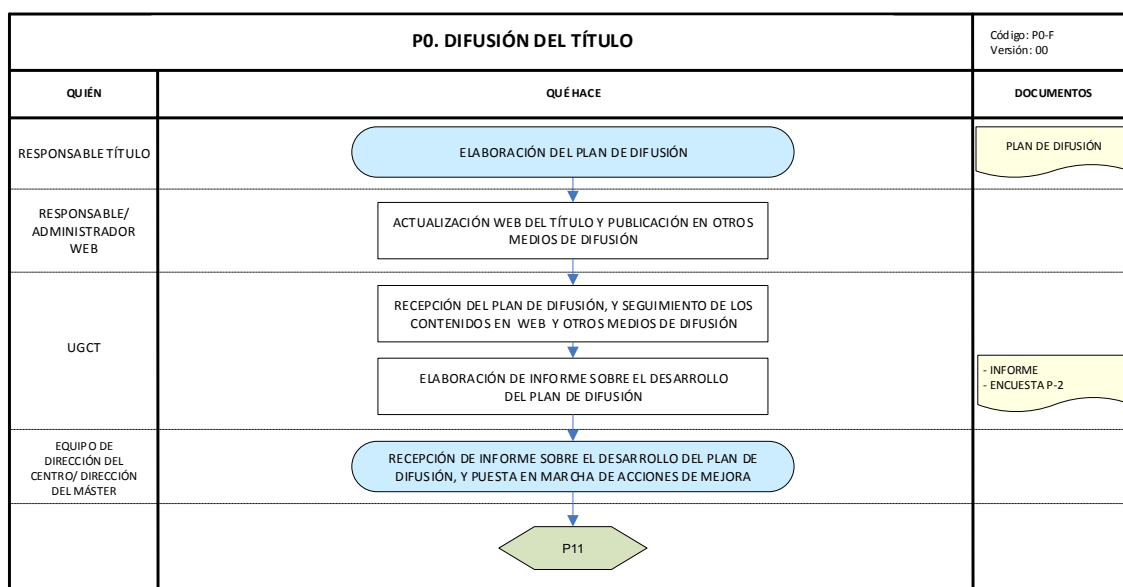 P0. DIFUSIÓN DEL TÍTULO
Código: P0-F
Versión: 00
QUIÉN
QUÉ HACE
DOCUMENTOS
RESPONSABLE TÍTULO
ELABORACIÓN DEL PLAN DE DIFUSIÓN
PLAN DE DIFUSIÓN
RESPONSABLE/
ADMINISTRADOR
WEB
ACTUALIZACIÓN WEB DEL TÍTULO Y PUBLICACIÓN EN OTROS
MEDIOS DE DIFUSIÓN
UGCT
RECEPCIÓN DEL PLAN DE DIFUSIÓN, Y SEGUIMIENTO DE LOS
CONTENIDOS EN WEB Y OTROS MEDIOS DE DIFUSIÓN
ELABORACIÓN DE INFORME SOBRE EL DESARROLLO
DEL PLAN DE DIFUSIÓN
- INFORME
- ENCUESTA P-2
EQUIPO DE
DIRECCIÓN DEL
CENTRO/ DIRECCIÓN
DEL MÁSTER
RECEPCIÓN DE INFORME SOBRE EL DESARROLLO DEL PLAN DE
DIFUSIÓN, Y PUESTA EN MARCHA DE ACCIONES DE MEJORA
P11